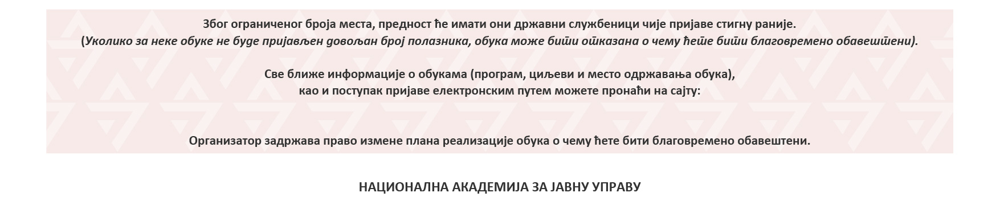 Због ограниченог броја места, предност ће имати они државни службеници чије пријаве стигну раније.
(Уколико за неке обуке не буде пријављен довољан број полазника, обука може бити отказана о чему ћете бити благовремено обавештени).
Све ближе информације о обукама (програм, циљеви и место одржавања обука),
као и поступак пријаве електронским путем можете пронаћи на сајту:
Организатор задржава право измене плана реализације обука о чему ћете бити благовремено обавештени.
НАЦИОНАЛНА АКАДЕМИЈА ЗА ЈАВНУ УПРАВУ